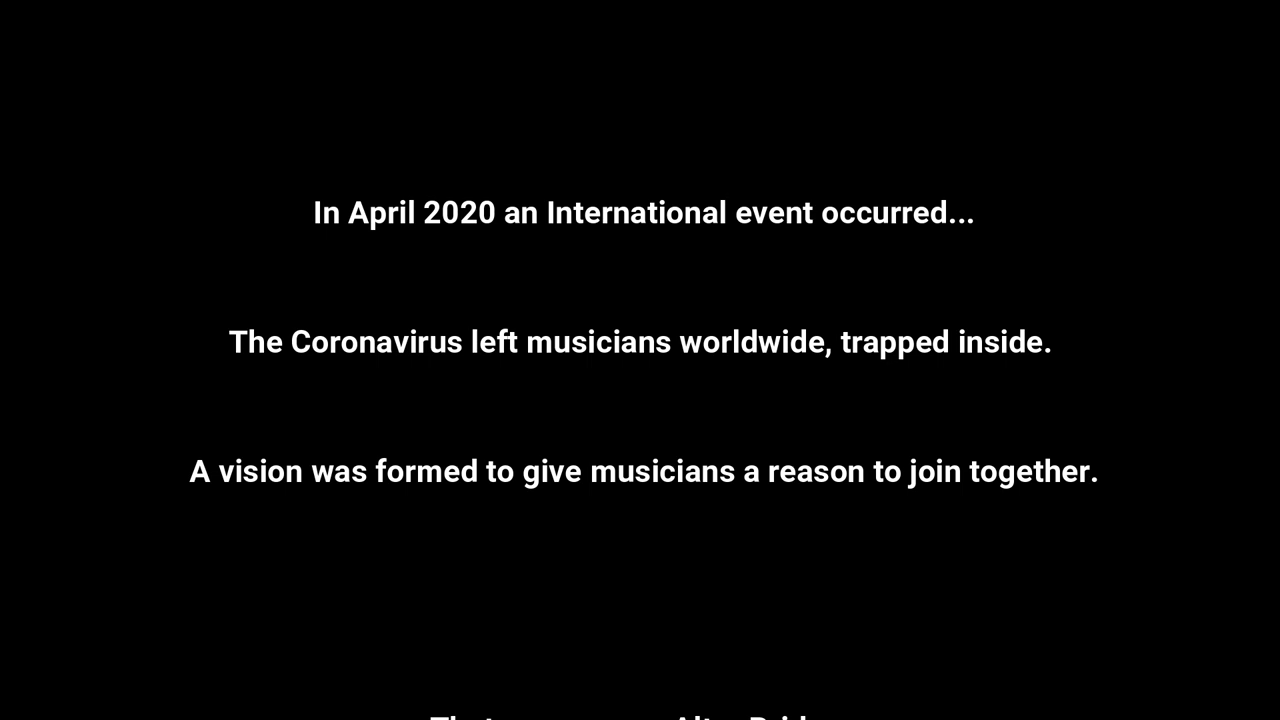 In April 2020 an International event occurred...
The Coronavirus left musicians worldwide, trapped inside.
A vision was formed to give musicians a reason to join together.